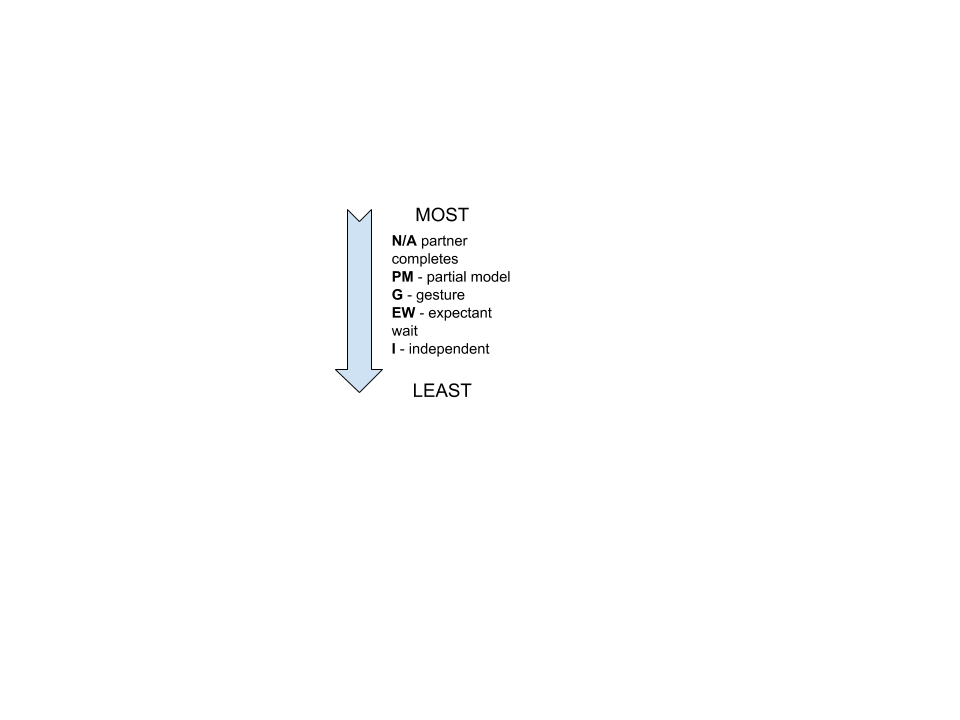 MOST
N/A partner
completes
PM - partial model
G - gesture
EW - expectant
wait
I - independent
LEAST